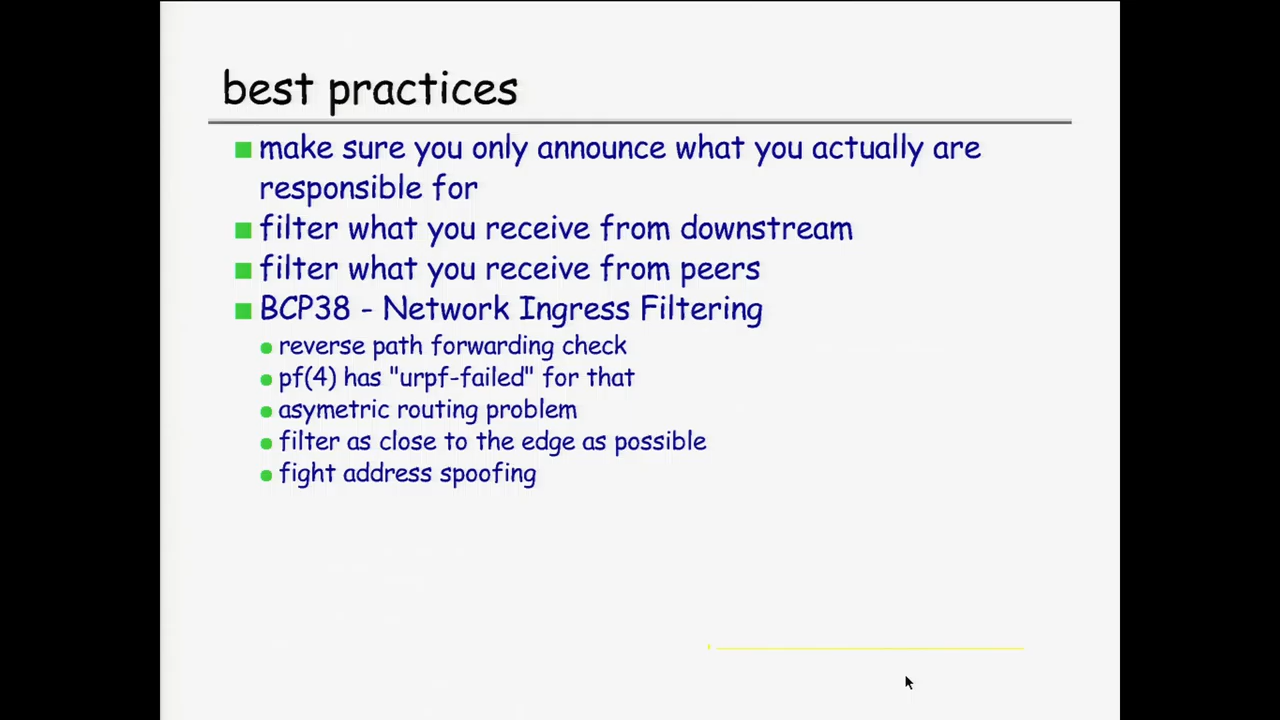 best practices
make sure you only announce what you actually are
responsible for
filter what you receive from downstream
filter what you receive from peers
BCP38 - Network Ingress Filtering
reverse path forwarding check
pf(4) has "urpf-failed" for that
asymetric routing problem
filter as close to the edge as possible
fight address spoofing